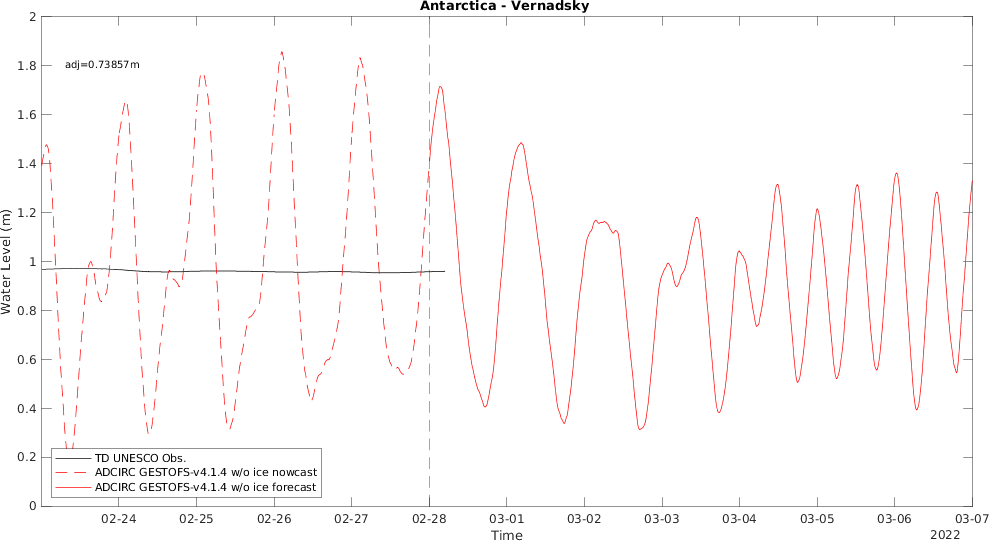 Antarctica - Vernadsky
adj=0.73857m
Water Level (m)
2
1.8
1.6
1.4
1.2
1
0.8
0.6
0.4
0.2
0
TD UNESCO Obs.
ADCIRC GESTOFS-v4.1.4 w/o ice nowcast
ADCIRC GESTOFS-v4.1.4 w/o ice forecast
02-24 02-25 02-26 02-27 02-28 03-01 03-02 03-03 03-04 03-05 03-06 03-07
Time
2022